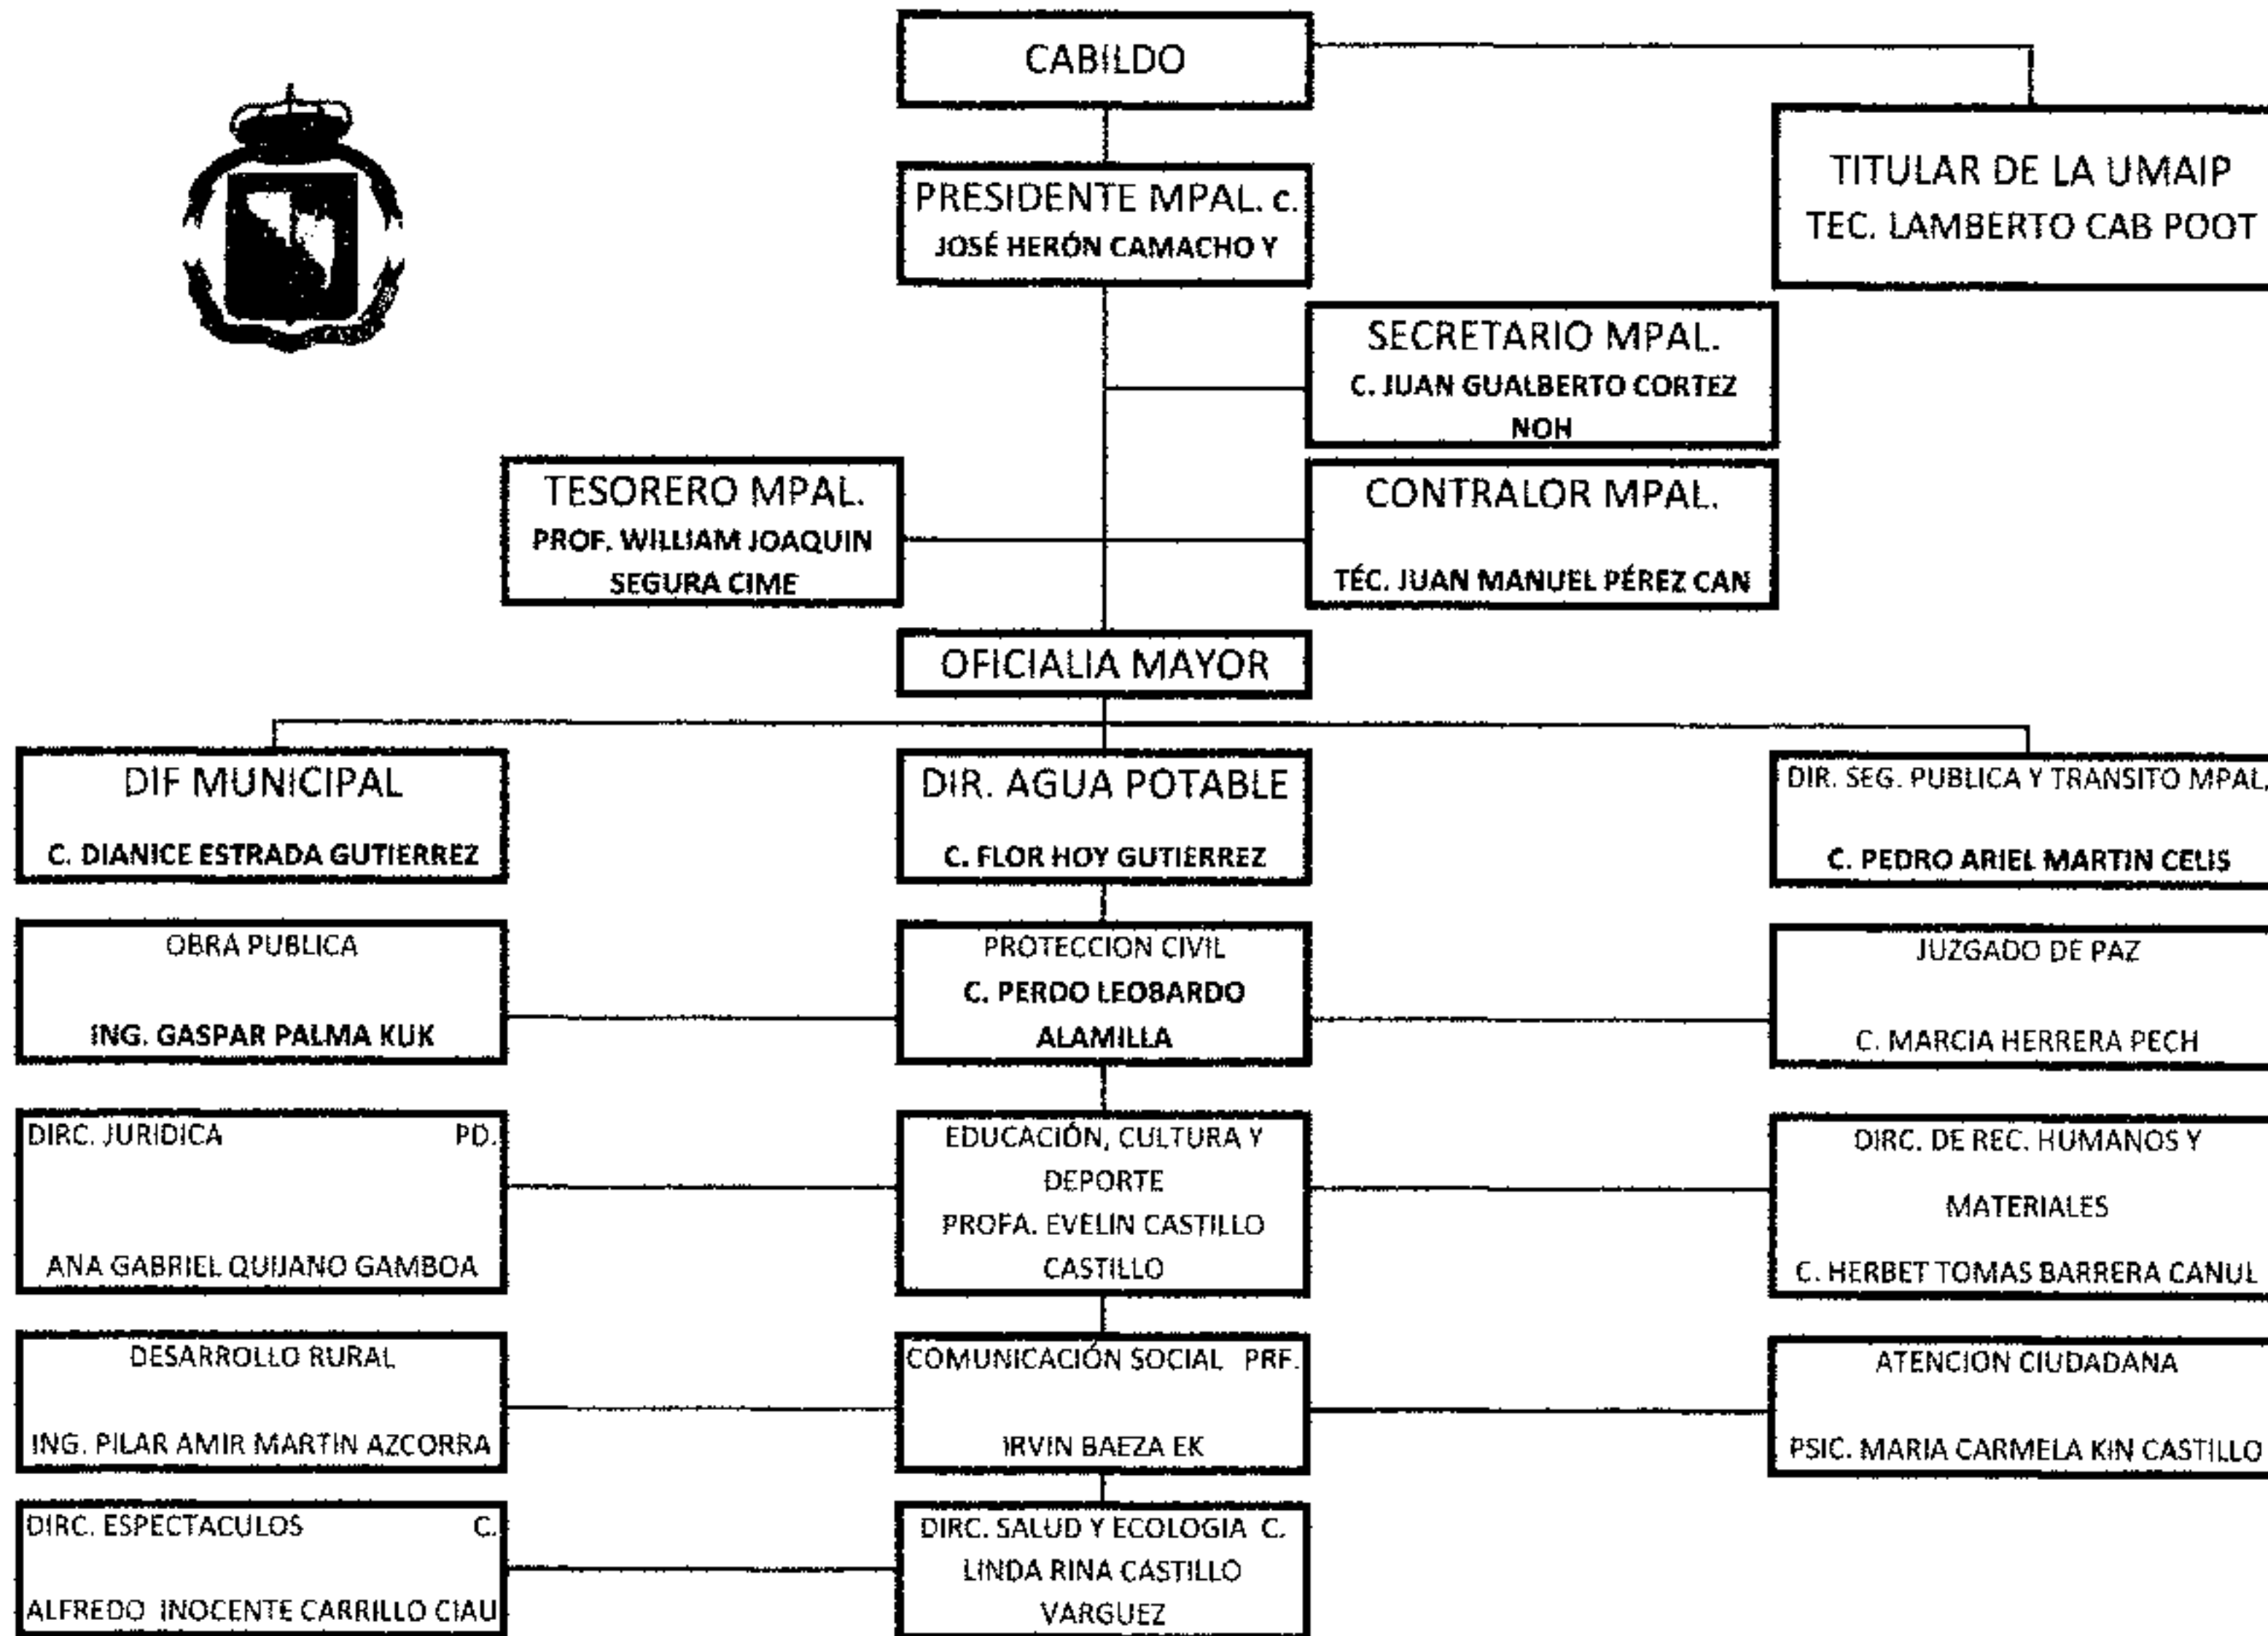 CABILDO
TITULAR DE LA UMAIP
TEC. LAMBERTO CAB POOT
PRESIDENTE MPAL. c.
JOSÉ HERÓN CAMACHO Y
SECRETARIO MPAL.
C. JUAN GUALBERTO CORTEZ
NOH
TESORERO MPAL.
PROF. WILLIAM JOAQUIN
SEGURA CIME
CONTRALOR MPAL.
TÉC. JUAN MANUEL PÉREZ CAN
OFICIALIA MAYOR
DIF MUNICIPAL
C. DIANICE ESTRADA GUTIERREZ
DIR. AGUA POTABLE
C. FLOR HOY GUTIERREZ
DIR. SEG. PUBLICA Y TRANSITO MPAL.
C. PEDRO ARIEL MARTIN CELIS
OBRA PUBLICA
ING. GASPAR PALMA KUK
PROTECCION CIVIL
C. PERDO LEOBARDO
ALAMILLA
JUZGADO DE PAZ
C. MARCIA HERRERA PECH
DIRC. JURIDICA PD.
ANA GABRIEL QUIJANO GAMBOA
EDUCACIÓN, CULTURA Y
DEPORTE
PROFA. EVELIN CASTILLO
CASTILLO
DIRC. DE REC. HUMANOS Y
MATERIALES
C. HERBET TOMAS BARRERA CANUL
DESARROLLO RURAL
ING. PILAR AMIR MARTIN AZCORRA
COMUNICACIÓN SOCIAL PRF.
IRVIN BAEZA EK
ATENCION CIUDADANA
PSIC. MARIA CARMELA KIN CASTILLO
DIRC. ESPECTACULOS C.
ALFREDO INOCENTE CARRILLO CIAU
DIRC. SALUD Y ECOLOGIA C.
LINDA RINA CASTILLO
VARGUEZ